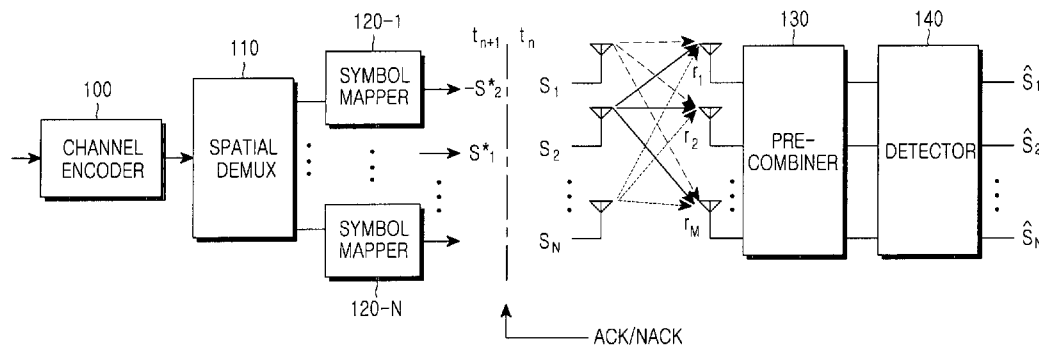 120-1
110
SYMBOL MAPPER
100
CHANNEL ENCODER
SPATIAL DEMUX
SYMBOL MAPPER
120-N
t_{n+1} t_n
-S*_2
S*_1
S_1
S_2
S_N
r_1
r_2
r_M
130
PRE-COMBINER
140
DETECTOR
Ŝ_1
Ŝ_2
Ŝ_N
ACK/NACK